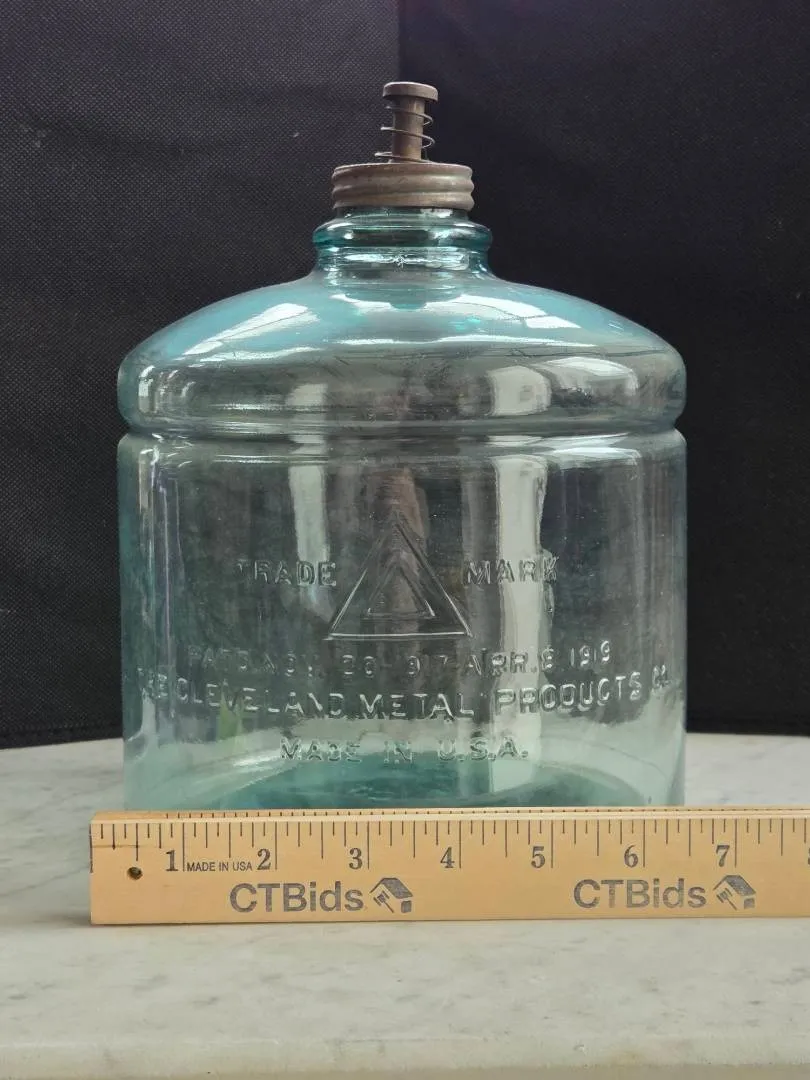 TRADE MARK
PAT'D. NOV. 20-1917-APR. 8 1919
THE CLEVELAND METAL PRODUCTS CO.
MADE IN U.S.A.
1 MADE IN USA 2 3 4 5 6 7
CTBids CTBids